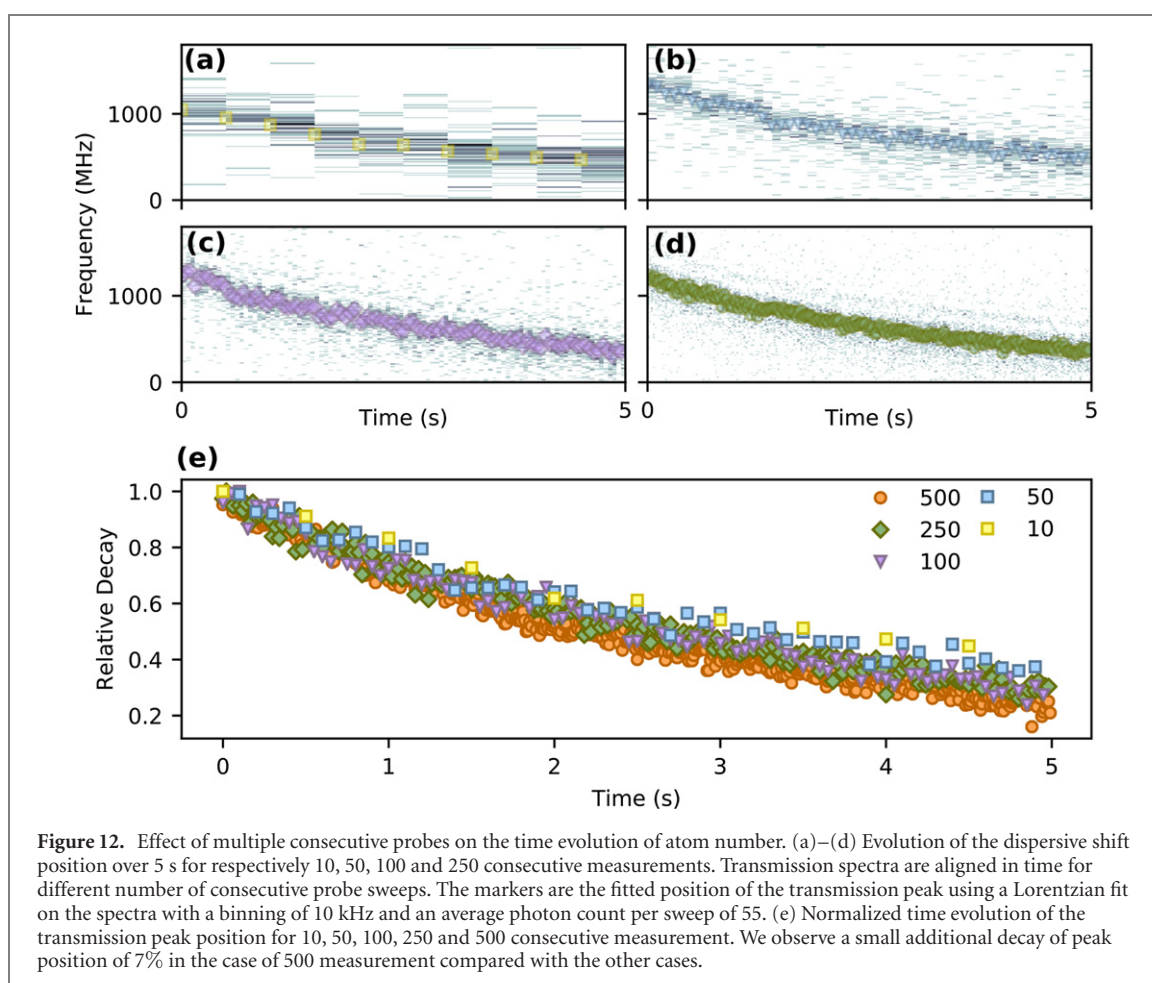 (a)
(b)
1000
0
Frequency (MHz)
(c)
(d)
1000
0
0
5
0
5
Time (s)
Time (s)
(e)
1.0
0.8
0.6
0.4
0.2
Relative Decay
500
50
250
10
100
0
1
2
3
4
5
Time (s)
Figure 12. Effect of multiple consecutive probes on the time evolution of atom number. (a)–(d) Evolution of the dispersive shift
position over 5 s for respectively 10, 50, 100 and 250 consecutive measurements. Transmission spectra are aligned in time for
different number of consecutive probe sweeps. The markers are the fitted position of the transmission peak using a Lorentzian fit
on the spectra with a binning of 10 kHz and an average photon count per sweep of 55. (e) Normalized time evolution of the
transmission peak position for 10, 50, 100, 250 and 500 consecutive measurement. We observe a small additional decay of peak
position of 7% in the case of 500 measurement compared with the other cases.